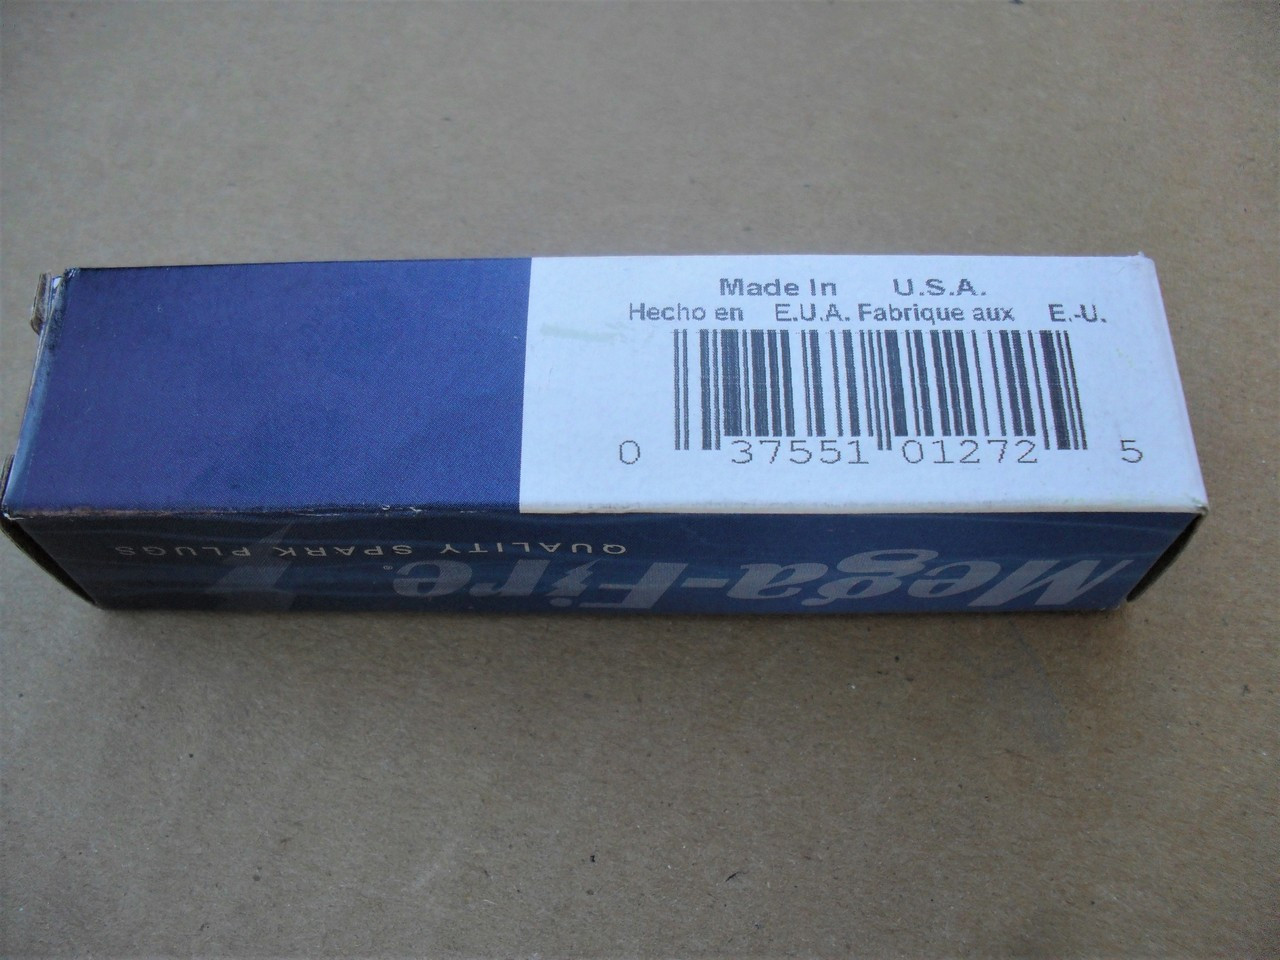 Made In U.S.A.
Hecho en E.U.A. Fabrique aux E.-U.
0 37551 01272 5
Mega-Fire®
QUALITY SPARK PLUGS